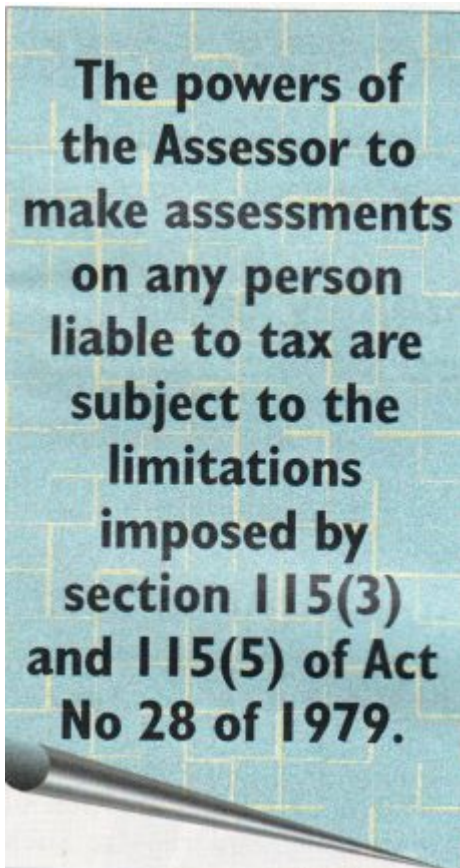 The powers of
the Assessor to
make assessments
on any person
liable to tax are
subject to the
limitations
imposed by
section 115(3)
and 115(5) of Act
No 28 of 1979.